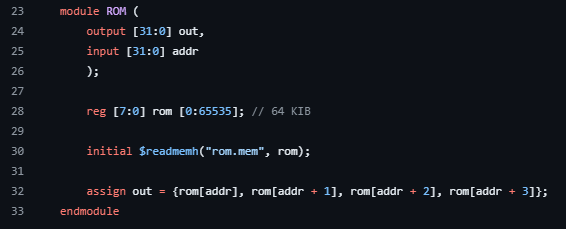 23 module ROM (
24 output [31:0] out,
25 input [31:0] addr
26 );
27
28 reg [7:0] rom [0:65535]; // 64 KIB
29
30 initial $readmemh("rom.mem", rom);
31
32 assign out = {rom[addr], rom[addr + 1], rom[addr + 2], rom[addr + 3]};
33 endmodule